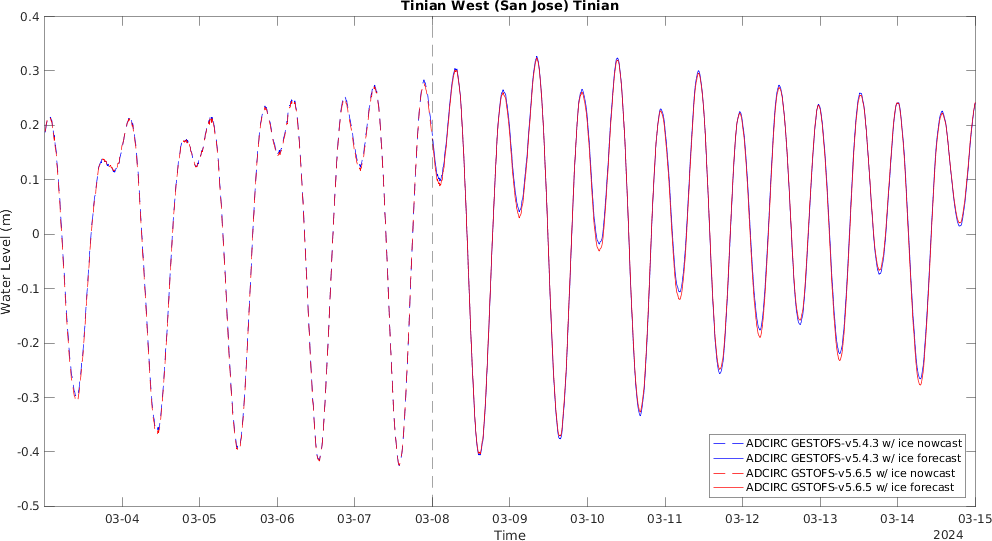 Tinian West (San Jose) Tinian
0.4
0.3
0.2
0.1
0
-0.1
-0.2
-0.3
-0.4
-0.5
Water Level (m)
ADCIRC GESTOFS-v5.4.3 w/ ice nowcast
ADCIRC GESTOFS-v5.4.3 w/ ice forecast
ADCIRC GSTOFS-v5.6.5 w/ ice nowcast
ADCIRC GSTOFS-v5.6.5 w/ ice forecast
03-04 03-05 03-06 03-07 03-08 03-09 03-10 03-11 03-12 03-13 03-14 03-15
Time
2024